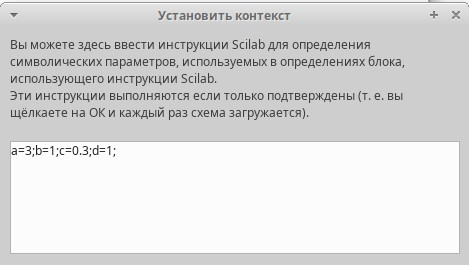 Установить контекст
Вы можете здесь ввести инструкции Scilab для определения
символических параметров, используемых в определениях блока,
использующего инструкции Scilab.
Эти инструкции выполняются если только подтверждены (т. е. вы
щёлкаете на ОК и каждый раз схема загружается).
a=3;b=1;c=0.3;d=1;